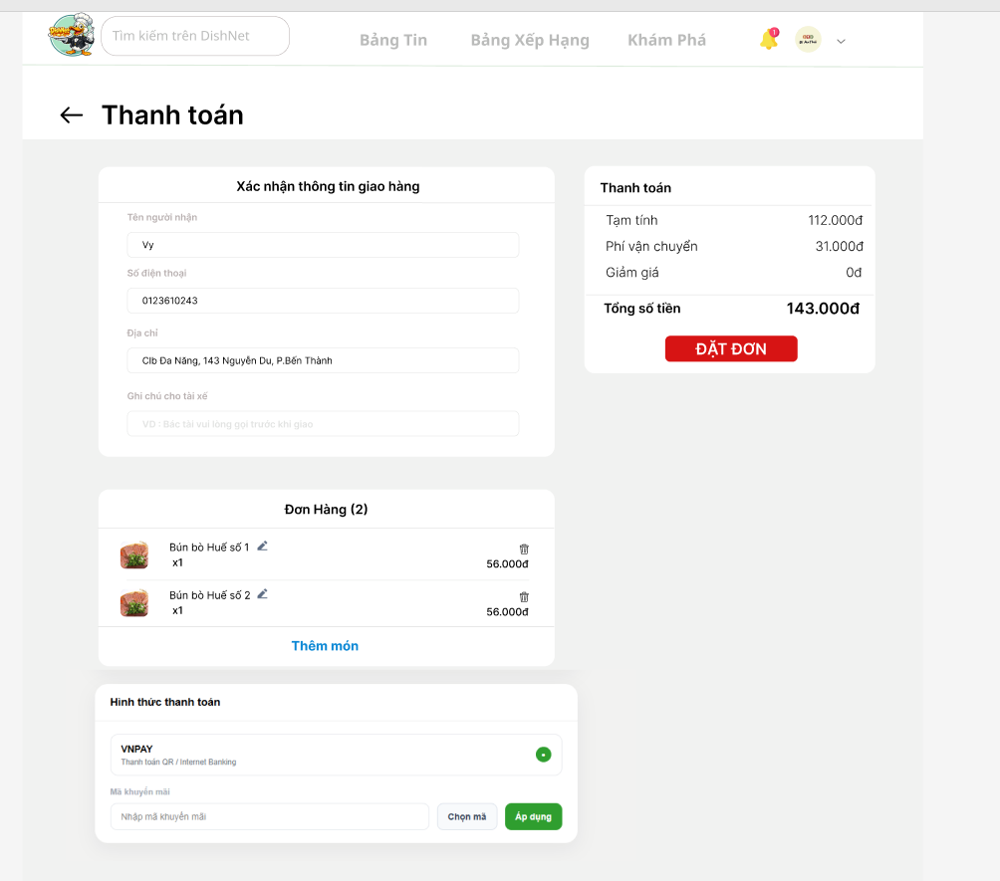 Tìm kiếm trên DishNet
Bảng Tin
Bảng Xếp Hạng
Khám Phá
1
Thanh toán
Xác nhận thông tin giao hàng
Tên người nhận
Vy
Số điện thoại
0123610243
Địa chỉ
Clb Đa Năng, 143 Nguyễn Du, P.Bến Thành
Ghi chú cho tài xế
VD : Bác tài vui lòng gọi trước khi giao
Thanh toán
Tạm tính 112.000đ
Phí vận chuyển 31.000đ
Giảm giá 0đ
Tổng số tiền 143.000đ
ĐẶT ĐƠN
Đơn Hàng (2)
Bún bò Huế số 1
x1 56.000đ
Bún bò Huế số 2
x1 56.000đ
Thêm món
Hình thức thanh toán
VNPAY
Thanh toán QR / Internet Banking
Mã khuyến mãi
Nhập mã khuyến mãi
Chọn mã
Áp dụng